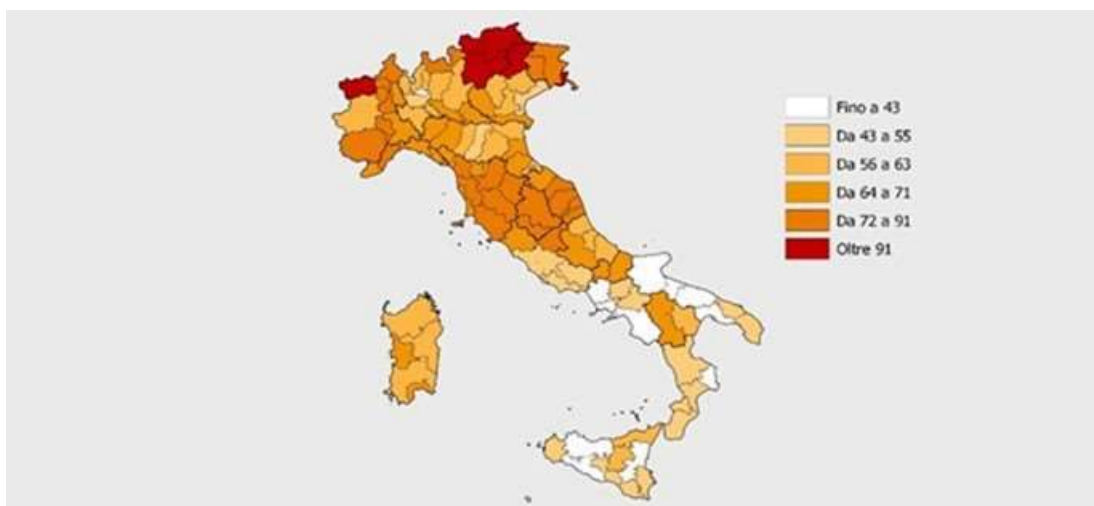 Fino a 43
Da 43 a 55
Da 56 a 63
Da 64 a 71
Da 72 a 91
Oltre 91